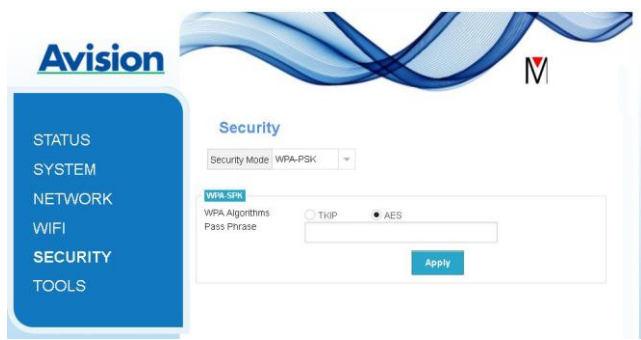 Avision
M
STATUS
SYSTEM
NETWORK
WIFI
SECURITY
TOOLS
Security
Security Mode WPA-PSK
WPA-SPK
WPA Algorithms TKIP AES
Pass Phrase
Apply